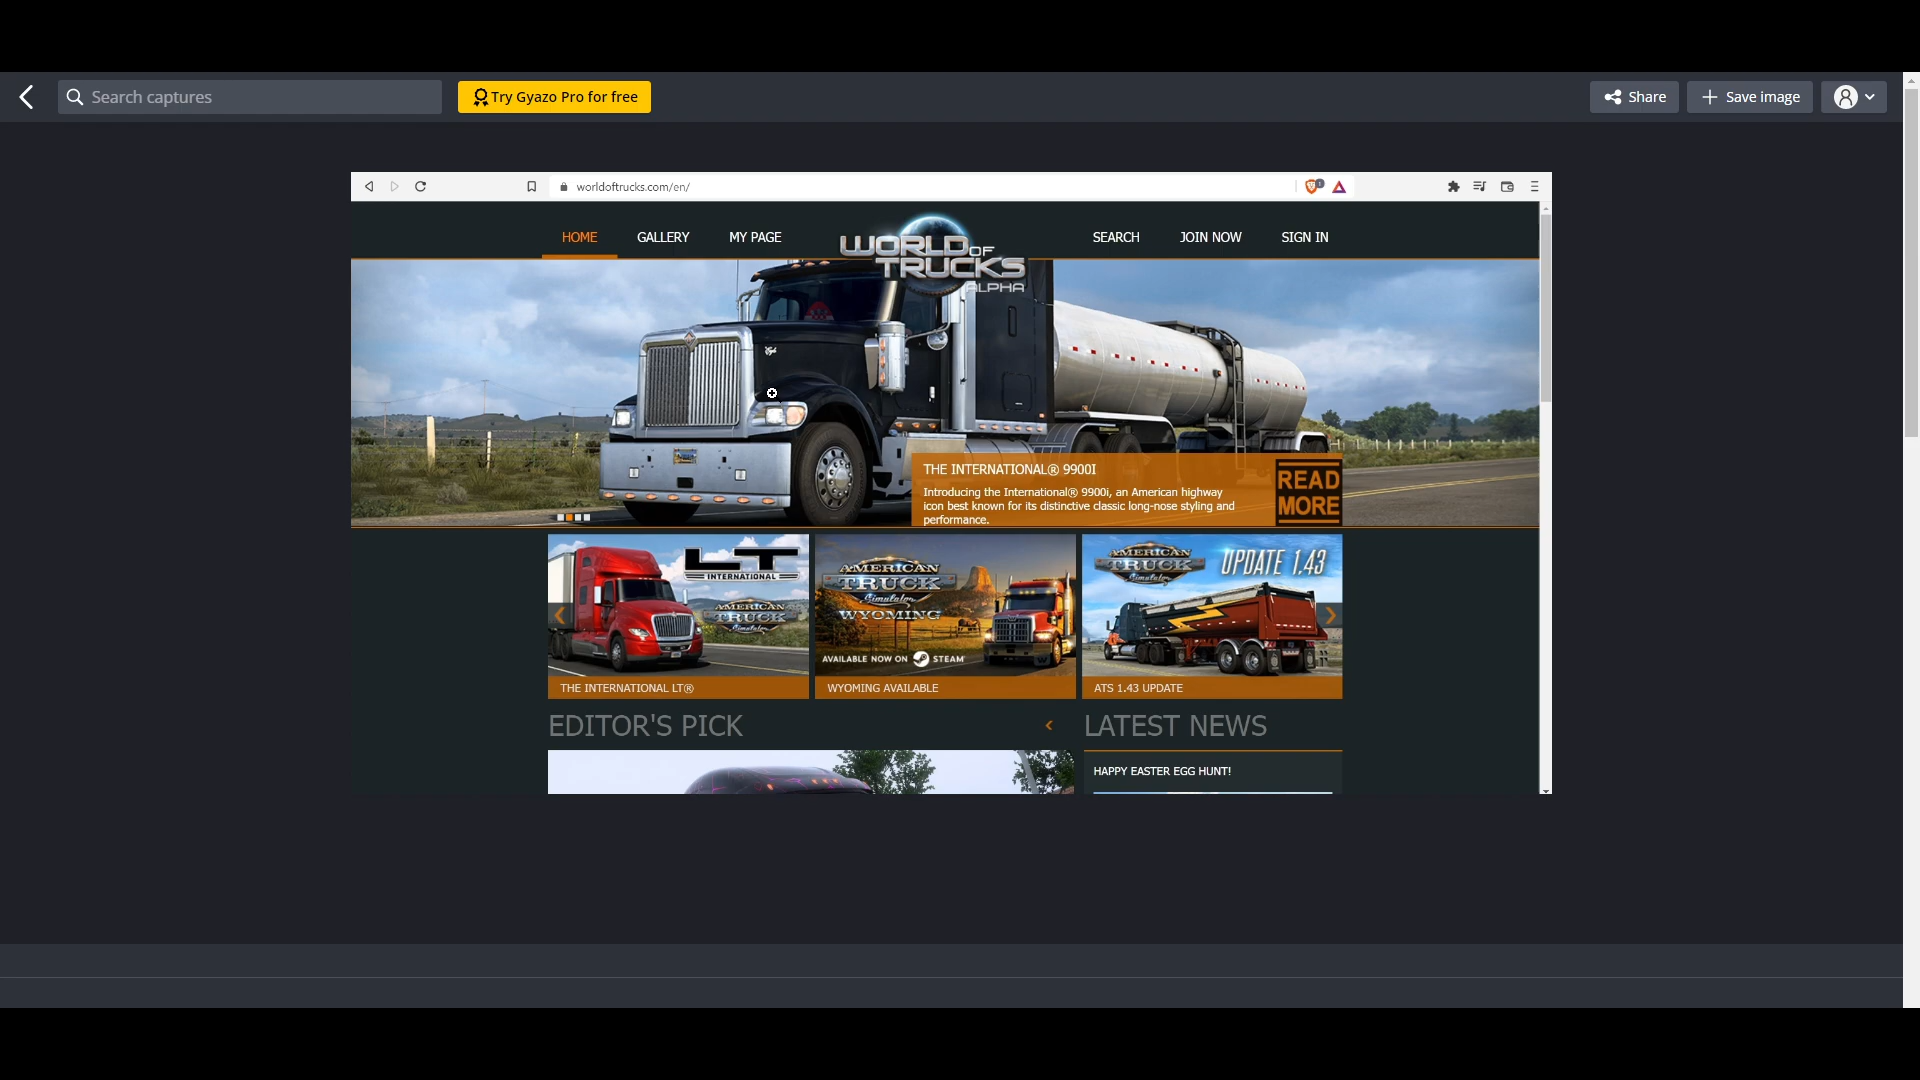 Search captures
Try Gyazo Pro for free
Share
Save image
worldoftrucks.com/en/
HOME
GALLERY
MY PAGE
WORLD OF
TRUCKS
ALPHA
SEARCH
JOIN NOW
SIGN IN
THE INTERNATIONAL® 9900I
Introducing the International® 9900i, an American highway
icon best known for its distinctive classic long-nose styling and
performance.
READ
MORE
LT
INTERNATIONAL
AMERICAN
TRUCK
Simulator
THE INTERNATIONAL LT®
AMERICAN
TRUCK
Simulator
WYOMING
AVAILABLE NOW ON STEAM
WYOMING AVAILABLE
AMERICAN
TRUCK
Simulator
UPDATE 1.43
ATS 1.43 UPDATE
EDITOR'S PICK
LATEST NEWS
HAPPY EASTER EGG HUNT!